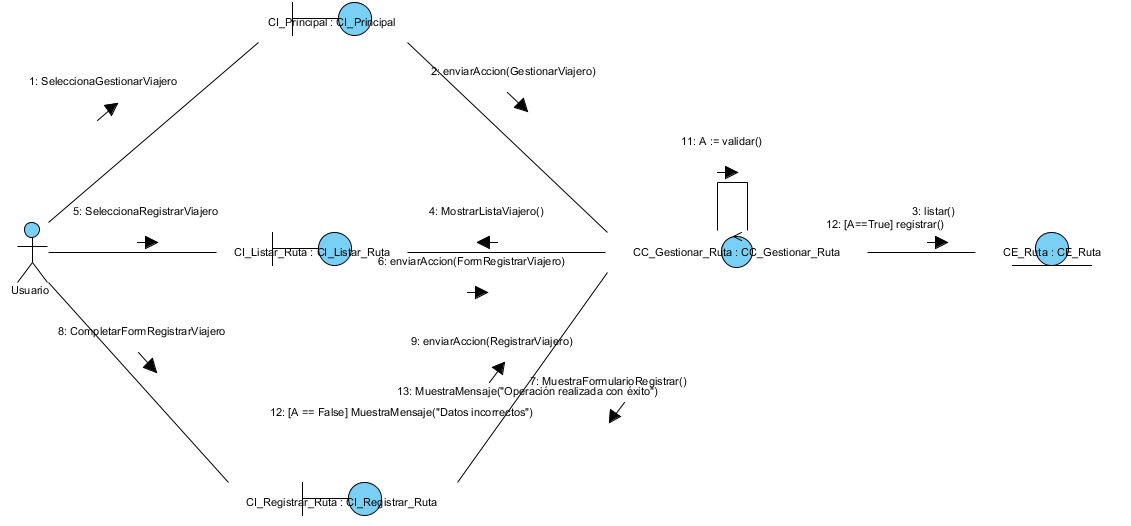 CI_Principal : CI_Principal
1: SeleccionaGestionarViajero
2: enviarAccion(GestionarViajero)
11: A := validar()
5: SeleccionaRegistrarViajero
4: MostrarListaViajero()
3: listar()
12: [A==True] registrar()
Usuario
CI_Listar_Ruta : CI_Listar_Ruta
CC_Gestionar_Ruta : CC_Gestionar_Ruta
CE_Ruta : CE_Ruta
6: enviarAccion(FormRegistrarViajero)
8: CompletarFormRegistrarViajero
9: enviarAccion(RegistrarViajero)
7: MuestraFormularioRegistrar()
13: MuestraMensaje("Operación realizada con éxito")
12: [A == False] MuestraMensaje("Datos incorrectos")
CI_Registrar_Ruta : CI_Registrar_Ruta